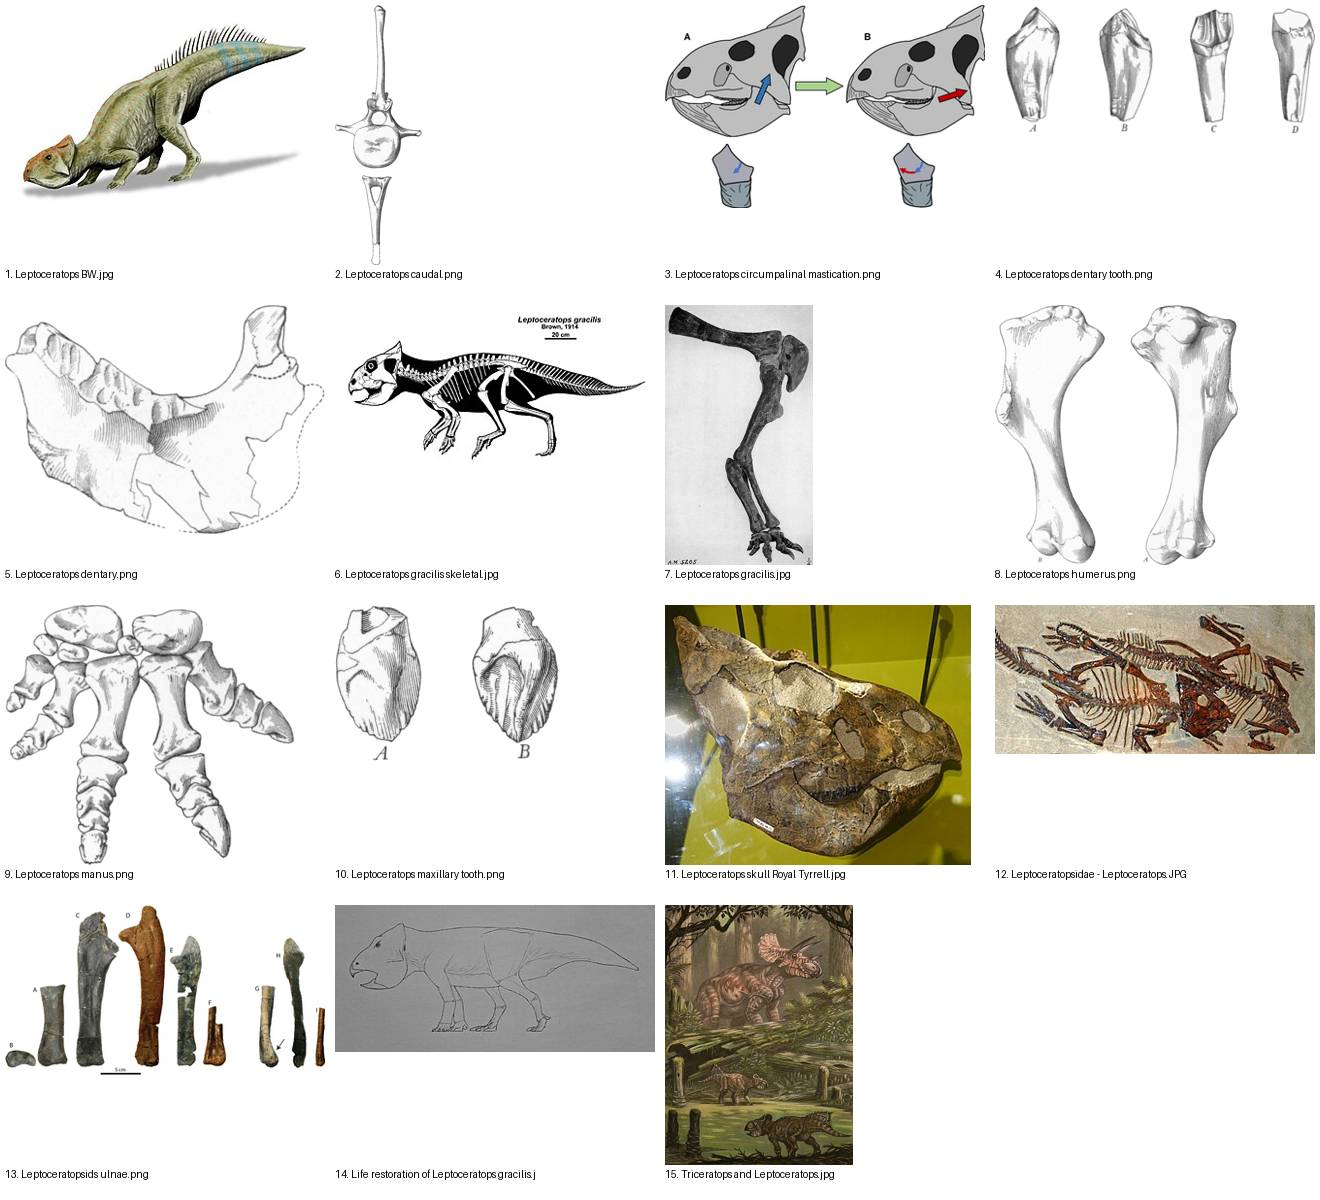 1. Leptoceratops BW.jpg
2. Leptoceratops caudal.png
A
B
3. Leptoceratops circumpalinal mastication.png
A
B
C
D
4. Leptoceratops dentary tooth.png
5. Leptoceratops dentary.png
Leptoceratops gracilis
Brown, 1914
20 cm
6. Leptoceratops gracilis skeletal.jpg
A.M. 5205
7. Leptoceratops gracilis.jpg
B
A
8. Leptoceratops humerus.png
9. Leptoceratops manus.png
A
B
10. Leptoceratops maxillary tooth.png
11. Leptoceratops skull Royal Tyrrell.jpg
12. Leptoceratopsidae - Leptoceratops.JPG
B
A
C
D
E
F
G
H
I
5 cm
13. Leptoceratopsids ulnae.png
14. Life restoration of Leptoceratops gracilis.j
15. Triceratops and Leptoceratops.jpg